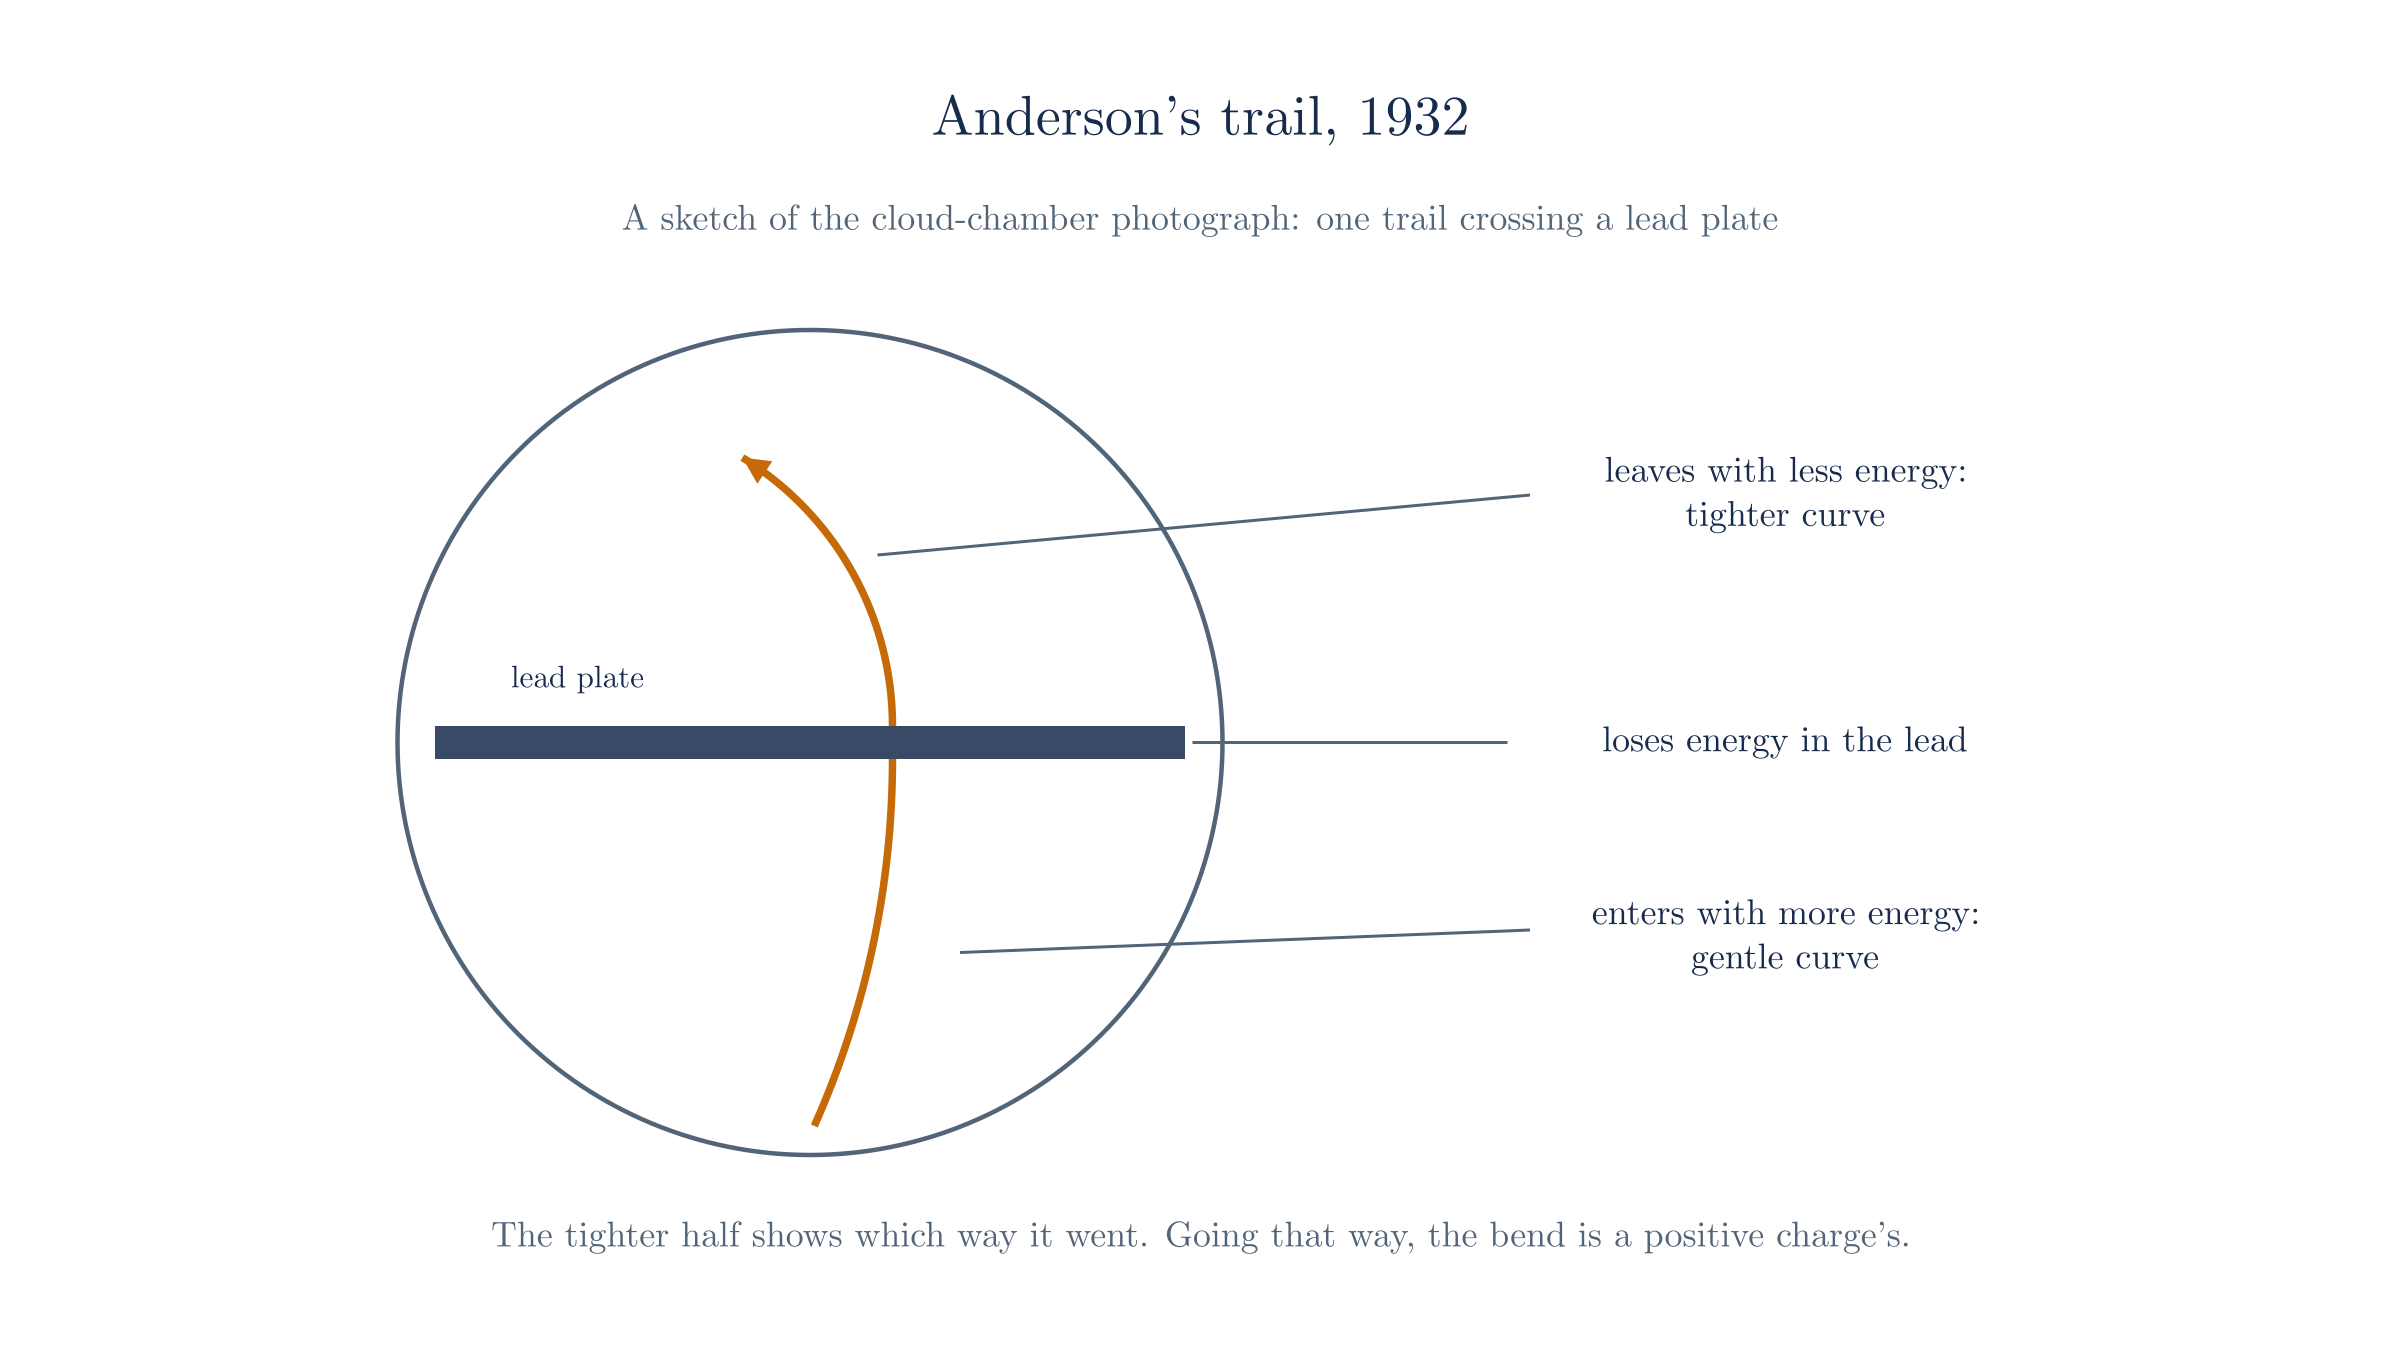 Anderson’s trail, 1932
A sketch of the cloud-chamber photograph: one trail crossing a lead plate
leaves with less energy:
tighter curve
lead plate
loses energy in the lead
enters with more energy:
gentle curve
The tighter half shows which way it went. Going that way, the bend is a positive charge’s.